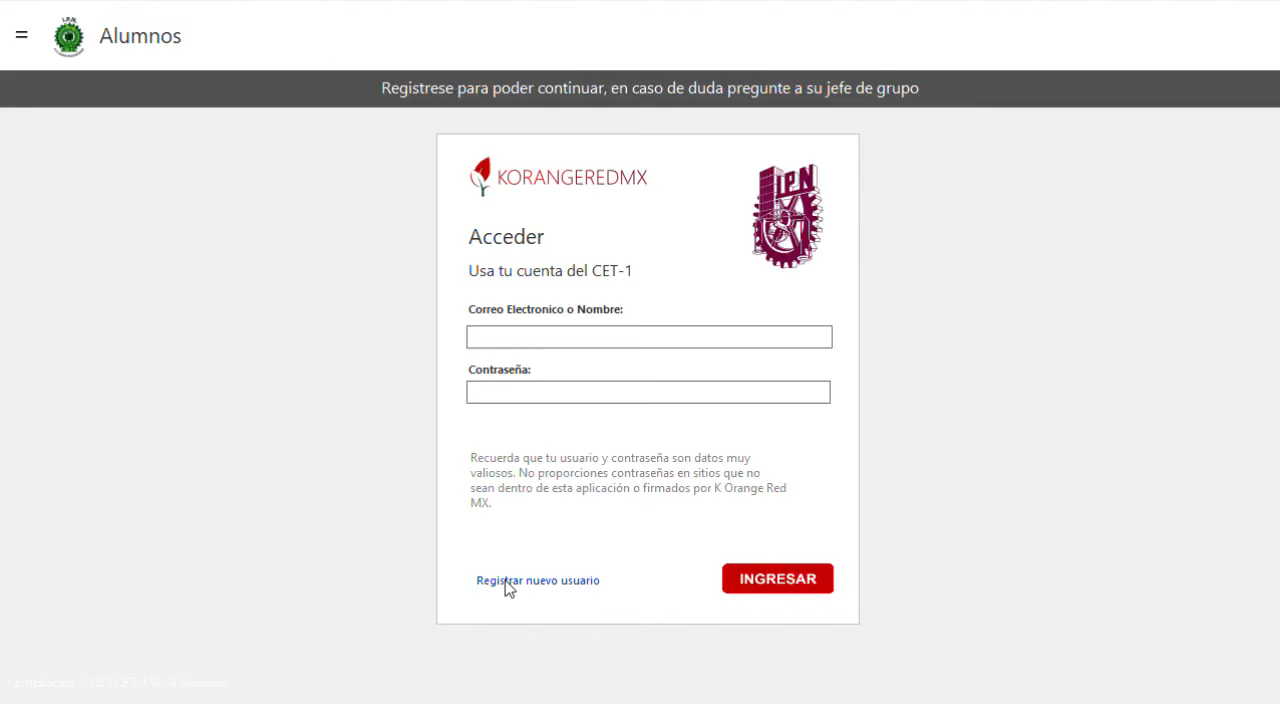 I.P.N.
Alumnos
Registrese para poder continuar, en caso de duda pregunte a su jefe de grupo
KORANGEREDMX
I.P.N
Acceder
Usa tu cuenta del CET-1
Correo Electronico o Nombre:
Contraseña:
Recuerda que tu usuario y contraseña son datos muy
valiosos. No proporciones contraseñas en sitios que no
sean dentro de esta aplicación o firmados por K Orange Red
MX.
Registrar nuevo usuario
INGRESAR